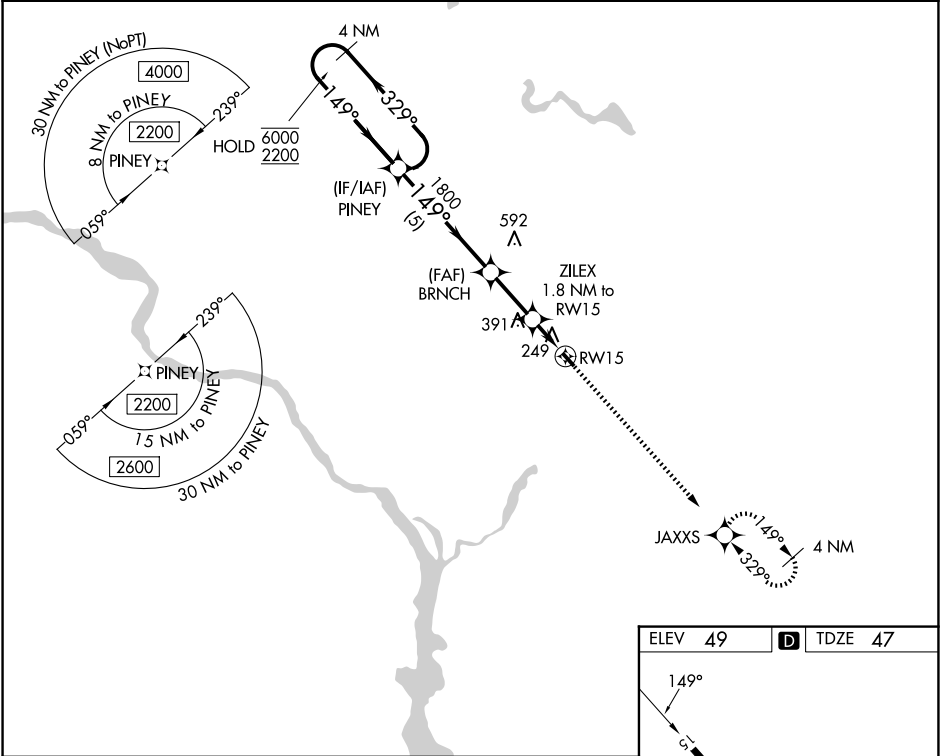 30 NM to PINEY (NoPT)
4000
8 NM to PINEY
2200
PINEY
239°
059°
4 NM
149°
329°
HOLD 6000
2200
(IF/IAF)
PINEY
1800
149°
(5)
592
(FAF)
BRNCH
ZILEX
1.8 NM to
RW15
391
249
RW15
239°
PINEY
059°
2200
15 NM to PINEY
2600
30 NM to PINEY
JAXXS
149°
329°
4 NM
ELEV 49 D TDZE 47
149°
15